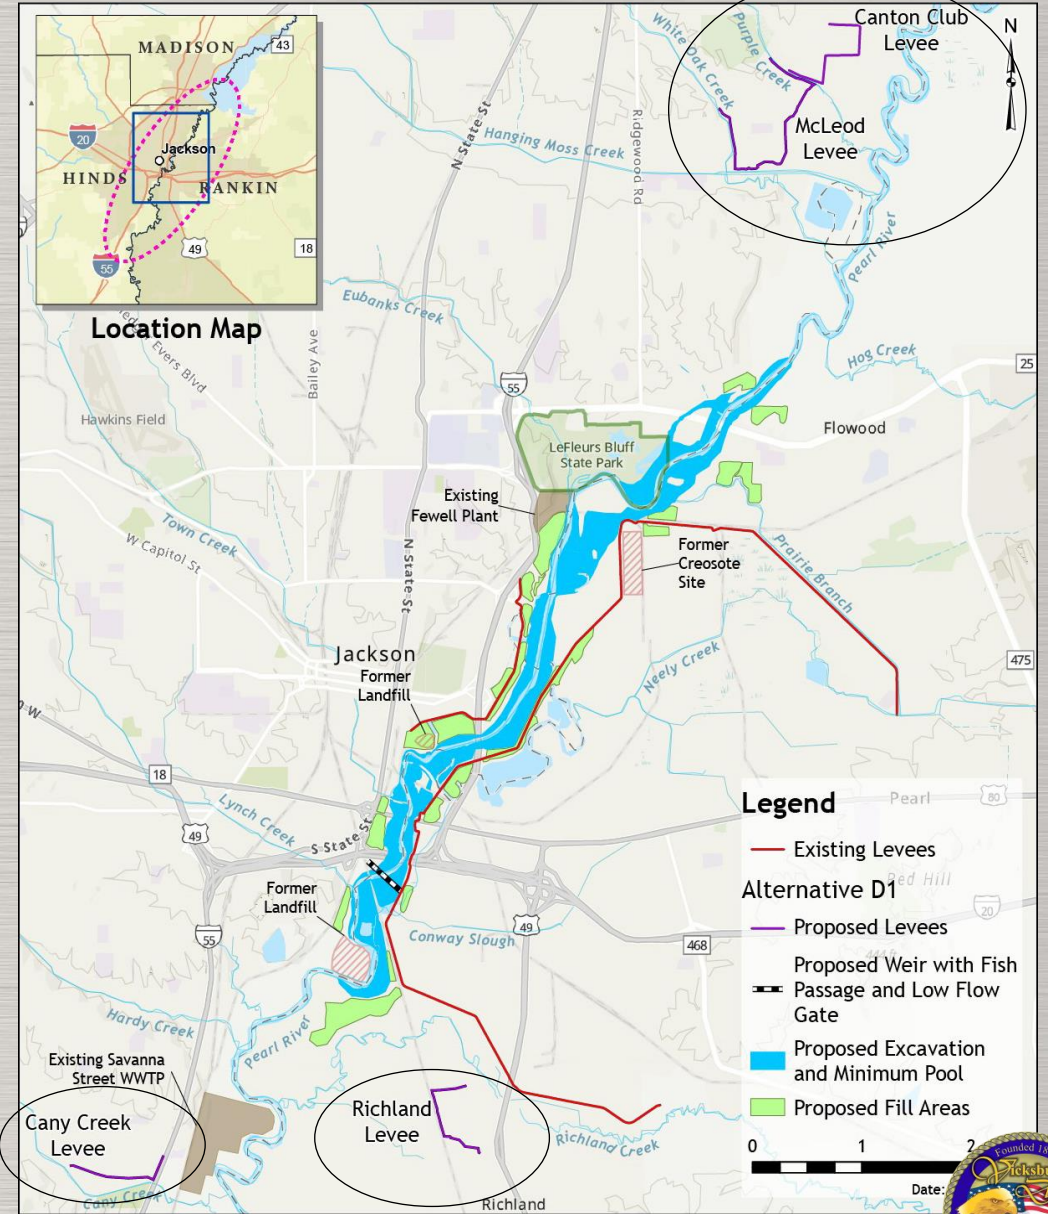 MADISON
43
20
Jackson
HINDS
RANKIN
49
18
55
Location Map
Canton Club
Levee
N
White Oak Creek
Purple Creek
McLeod
Levee
N State St
Ridgewood Rd
Hanging Moss Creek
Pearl River
Eubanks Creek
Evers Blvd
Bailey Ave
Hog Creek
25
55
Hawkins Field
LeFleurs Bluff
State Park
Flowood
Existing
Fewell Plant
Town Creek
W Capitol St
N State St
Former
Creosote
Site
Prairie Branch
Neely Creek
475
Jackson
Former
Landfill
W
18
Lynch Creek
49
S State St
Former
Landfill
55
Conway Slough
49
468
Pearl
80
Red Hill
20
Legend
Existing Levees
Alternative D1
Proposed Levees
Proposed Weir with Fish
Passage and Low Flow
Gate
Proposed Excavation
and Minimum Pool
Proposed Fill Areas
0 1 2
Date:
Founded 18
Vicksbu
Hardy Creek
Pearl River
Existing Savanna
Street WWTP
Cany Creek
Levee
Cany Creek
Richland
Levee
Richland Creek
Richland